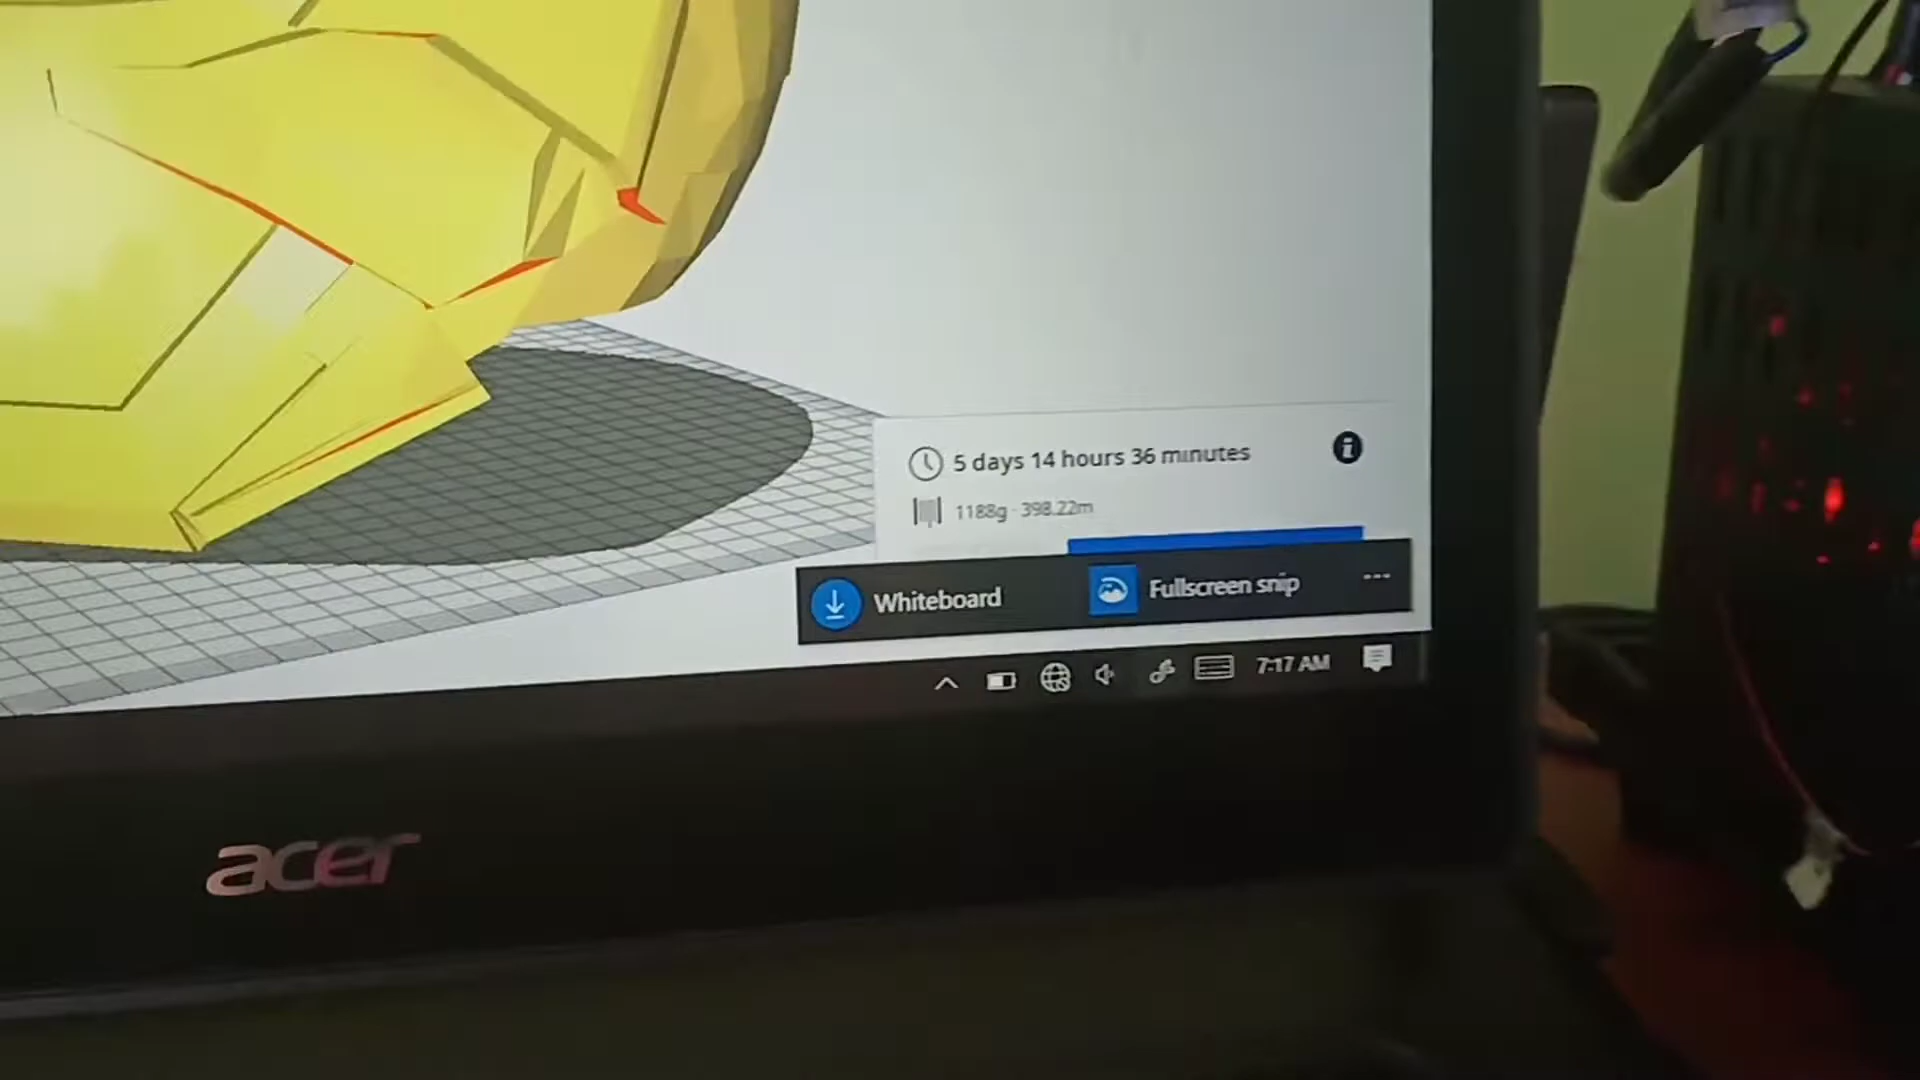 5 days 14 hours 36 minutes
1188g · 398.22m
Whiteboard
Fullscreen snip
7:17 AM
acer